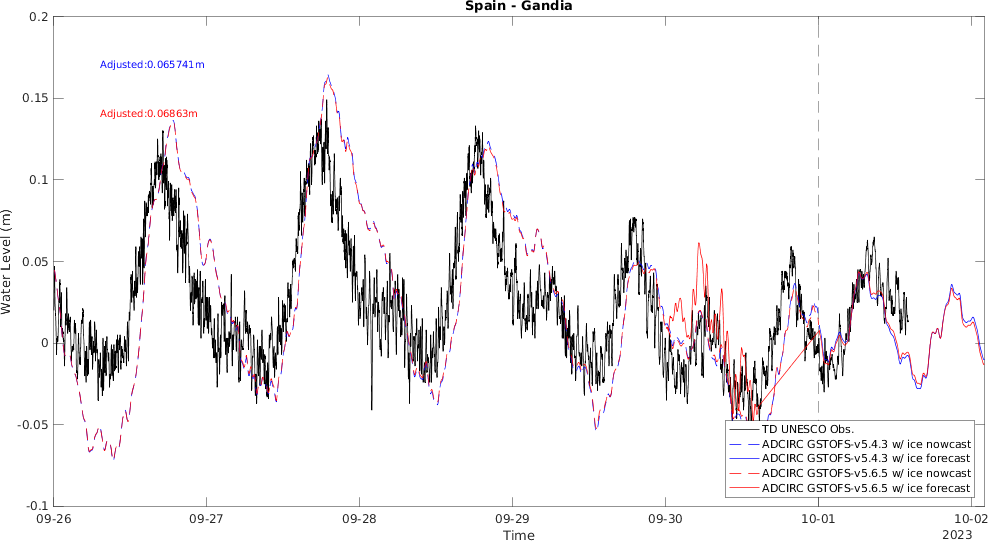 Spain - Gandia
0.2
0.15
0.1
0.05
0
-0.05
-0.1
Water Level (m)
Adjusted:0.065741m
Adjusted:0.06863m
TD UNESCO Obs.
ADCIRC GSTOFS-v5.4.3 w/ ice nowcast
ADCIRC GSTOFS-v5.4.3 w/ ice forecast
ADCIRC GSTOFS-v5.6.5 w/ ice nowcast
ADCIRC GSTOFS-v5.6.5 w/ ice forecast
09-26 09-27 09-28 09-29 09-30 10-01 10-02
Time
2023